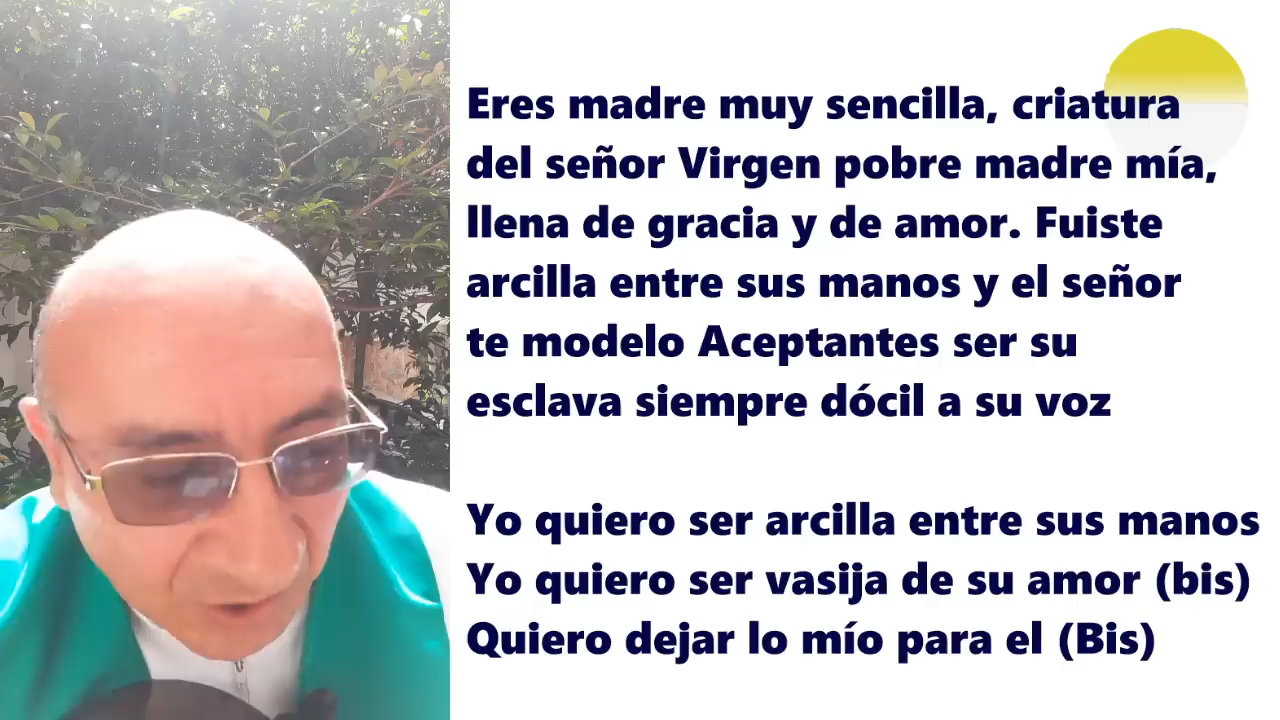 Eres madre muy sencilla, criatura
del señor Virgen pobre madre mía,
llena de gracia y de amor. Fuiste
arcilla entre sus manos y el señor
te modelo Aceptantes ser su
esclava siempre dócil a su voz
Yo quiero ser arcilla entre sus manos
Yo quiero ser vasija de su amor (bis)
Quiero dejar lo mío para el (Bis)